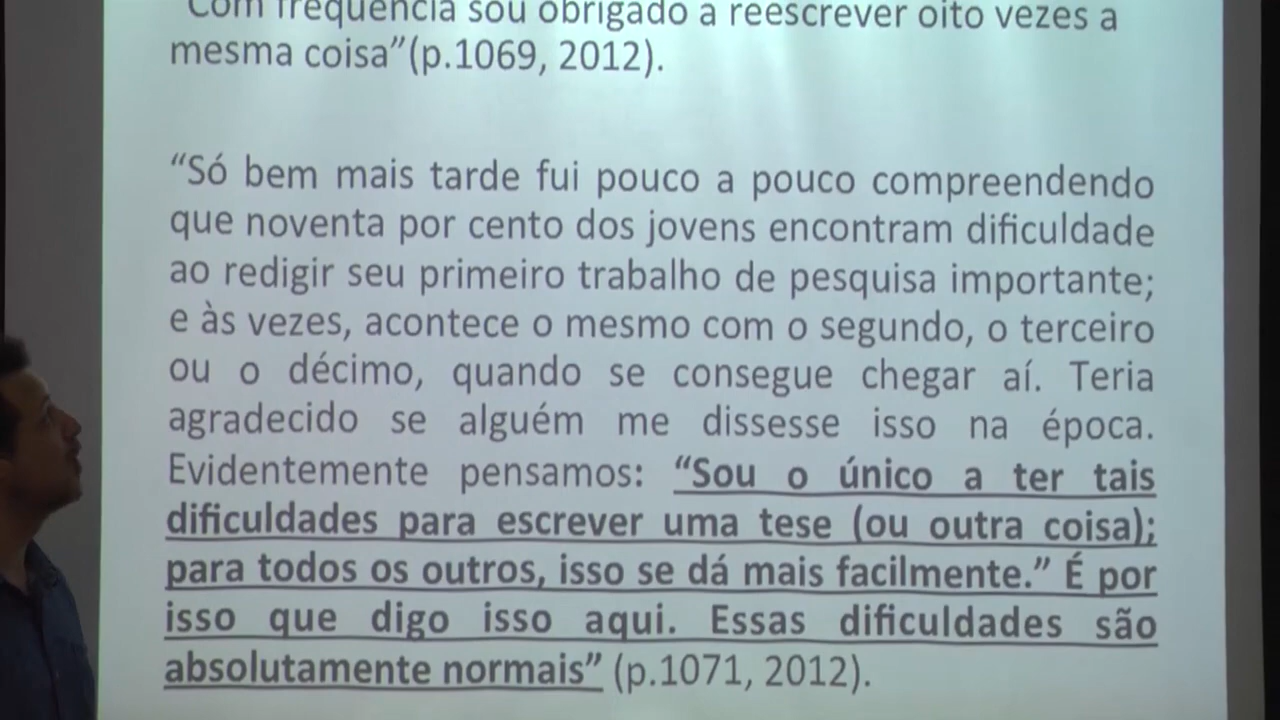 “Com frequência sou obrigado a reescrever oito vezes a
mesma coisa”(p.1069, 2012).
“Só bem mais tarde fui pouco a pouco compreendendo
que noventa por cento dos jovens encontram dificuldade
ao redigir seu primeiro trabalho de pesquisa importante;
e às vezes, acontece o mesmo com o segundo, o terceiro
ou o décimo, quando se consegue chegar aí. Teria
agradecido se alguém me dissesse isso na época.
Evidentemente pensamos: “Sou o único a ter tais
dificuldades para escrever uma tese (ou outra coisa);
para todos os outros, isso se dá mais facilmente.” É por
isso que digo isso aqui. Essas dificuldades são
absolutamente normais” (p.1071, 2012).